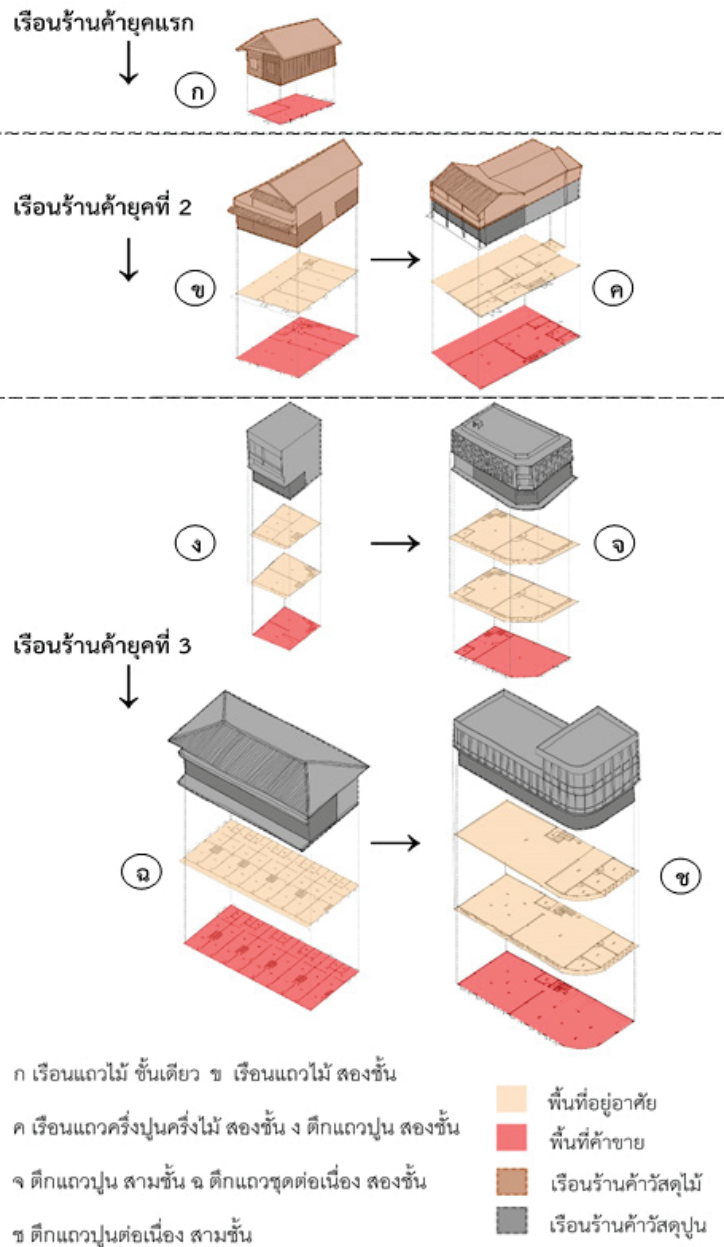 เรือนร้านค้ายุคแรก
ก
เรือนร้านค้ายุคที่ 2
ข
ค
ง
จ
เรือนร้านค้ายุคที่ 3
ฉ
ช
ก เรือนแถวไม้ ชั้นเดียว ข เรือนแถวไม้ สองชั้น
ค เรือนแถวครึ่งปูนครึ่งไม้ สองชั้น ง ตึกแถวปูน สองชั้น
จ ตึกแถวปูน สามชั้น ฉ ตึกแถวชุดต่อเนื่อง สองชั้น
ช ตึกแถวปูนต่อเนื่อง สามชั้น
พื้นที่อยู่อาศัย
พื้นที่ค้าขาย
เรือนร้านค้าวัสดุไม้
เรือนร้านค้าวัสดุปูน